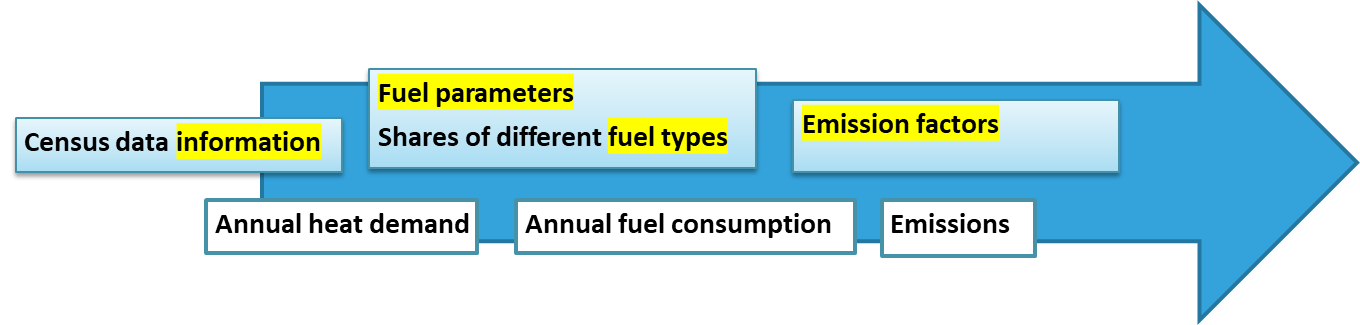 Fuel parameters
Shares of different fuel types
Emission factors
Census data information
Annual heat demand
Annual fuel consumption
Emissions